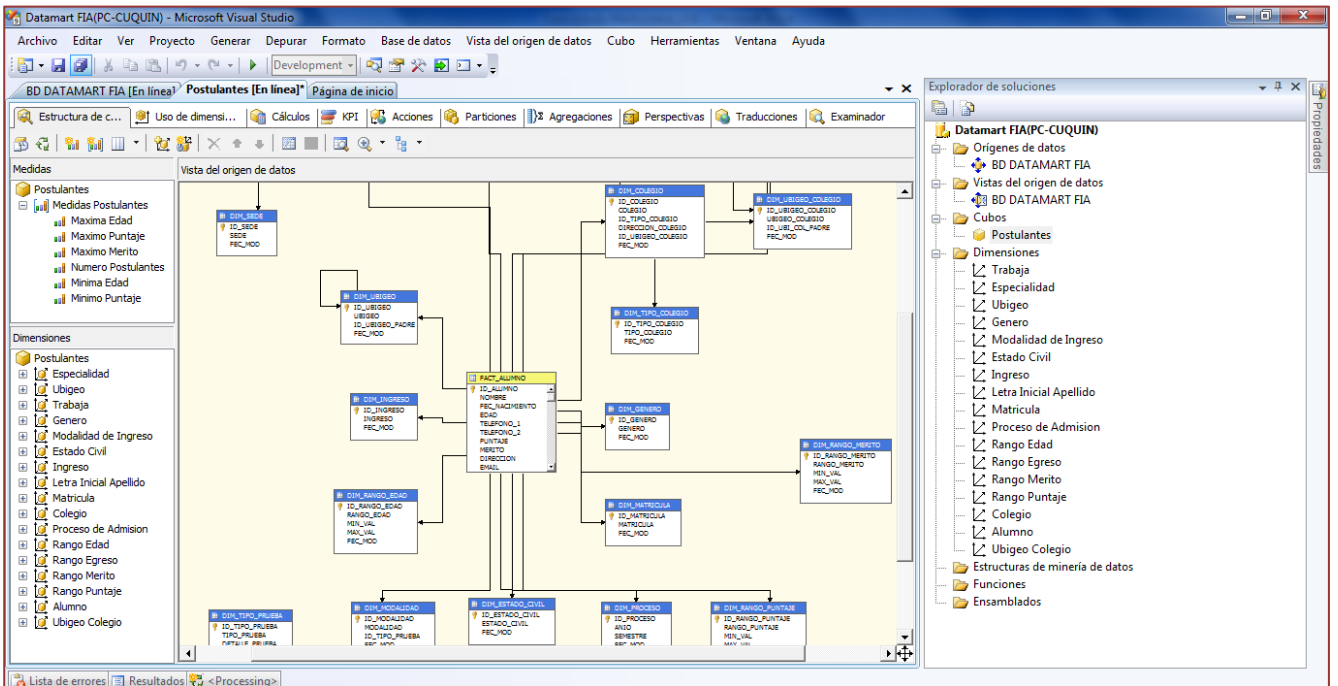 Datamart FIA(PC-CUQUIN) - Microsoft Visual Studio
Archivo Editar Ver Proyecto Generar Depurar Formato Base de datos Vista del origen de datos Cubo Herramientas Ventana Ayuda
Development
BD DATAMART FIA [En línea] Postulantes [En línea]* Página de inicio
Estructura de c... Uso de dimensi... Cálculos KPI Acciones Particiones Agregaciones Perspectivas Traducciones Examinador
Medidas
Postulantes
Medidas Postulantes
Maxima Edad
Maximo Puntaje
Maximo Merito
Numero Postulantes
Minima Edad
Minimo Puntaje
Dimensiones
Postulantes
Especialidad
Ubigeo
Trabaja
Genero
Modalidad de Ingreso
Estado Civil
Ingreso
Letra Inicial Apellido
Matricula
Colegio
Proceso de Admision
Rango Edad
Rango Egreso
Rango Merito
Rango Puntaje
Alumno
Ubigeo Colegio
Vista del origen de datos
DIM_SEDE
ID_SEDE
SEDE
FEC_MOD
DIM_COLEGIO
ID_COLEGIO
COLEGIO
ID_TIPO_COLEGIO
DIRECCION_COLEGIO
ID_UBIGEO_COLEGIO
FEC_MOD
DIM_UBIGEO_COLEGIO
ID_UBIGEO_COLEGIO
UBIGEO_COLEGIO
ID_UBI_COL_PADRE
FEC_MOD
DIM_UBIGEO
ID_UBIGEO
UBIGEO
ID_UBIGEO_PADRE
FEC_MOD
DIM_TIPO_COLEGIO
ID_TIPO_COLEGIO
TIPO_COLEGIO
FEC_MOD
FACT_ALUMNO
ID_ALUMNO
NOMBRE
FEC_NACIMIENTO
EDAD
TELEFONO_1
TELEFONO_2
PUNTAJE
MERITO
DIRECCION
EMAIL
DIM_INGRESO
ID_INGRESO
INGRESO
FEC_MOD
DIM_GENERO
ID_GENERO
GENERO
FEC_MOD
DIM_RANGO_MERITO
ID_RANGO_MERITO
RANGO_MERITO
MIN_VAL
MAX_VAL
FEC_MOD
DIM_RANGO_EDAD
ID_RANGO_EDAD
RANGO_EDAD
MIN_VAL
MAX_VAL
FEC_MOD
DIM_MATRICULA
ID_MATRICULA
MATRICULA
FEC_MOD
DIM_TIPO_PRUEBA
ID_TIPO_PRUEBA
TIPO_PRUEBA
DETALLE_PRUEBA
DIM_MODALIDAD
ID_MODALIDAD
MODALIDAD
ID_TIPO_PRUEBA
FEC_MOD
DIM_ESTADO_CIVIL
ID_ESTADO_CIVIL
ESTADO_CIVIL
FEC_MOD
DIM_PROCESO
ID_PROCESO
ANIO
SEMESTRE
FEC_MOD
DIM_RANGO_PUNTAJE
ID_RANGO_PUNTAJE
RANGO_PUNTAJE
MIN_VAL
MAX_VAL
Explorador de soluciones
Datamart FIA(PC-CUQUIN)
Orígenes de datos
BD DATAMART FIA
Vistas del origen de datos
BD DATAMART FIA
Cubos
Postulantes
Dimensiones
Trabaja
Especialidad
Ubigeo
Genero
Modalidad de Ingreso
Estado Civil
Ingreso
Letra Inicial Apellido
Matricula
Proceso de Admision
Rango Edad
Rango Egreso
Rango Merito
Rango Puntaje
Colegio
Alumno
Ubigeo Colegio
Estructuras de minería de datos
Funciones
Ensamblados
Propiedades
Lista de errores Resultados <Processing>